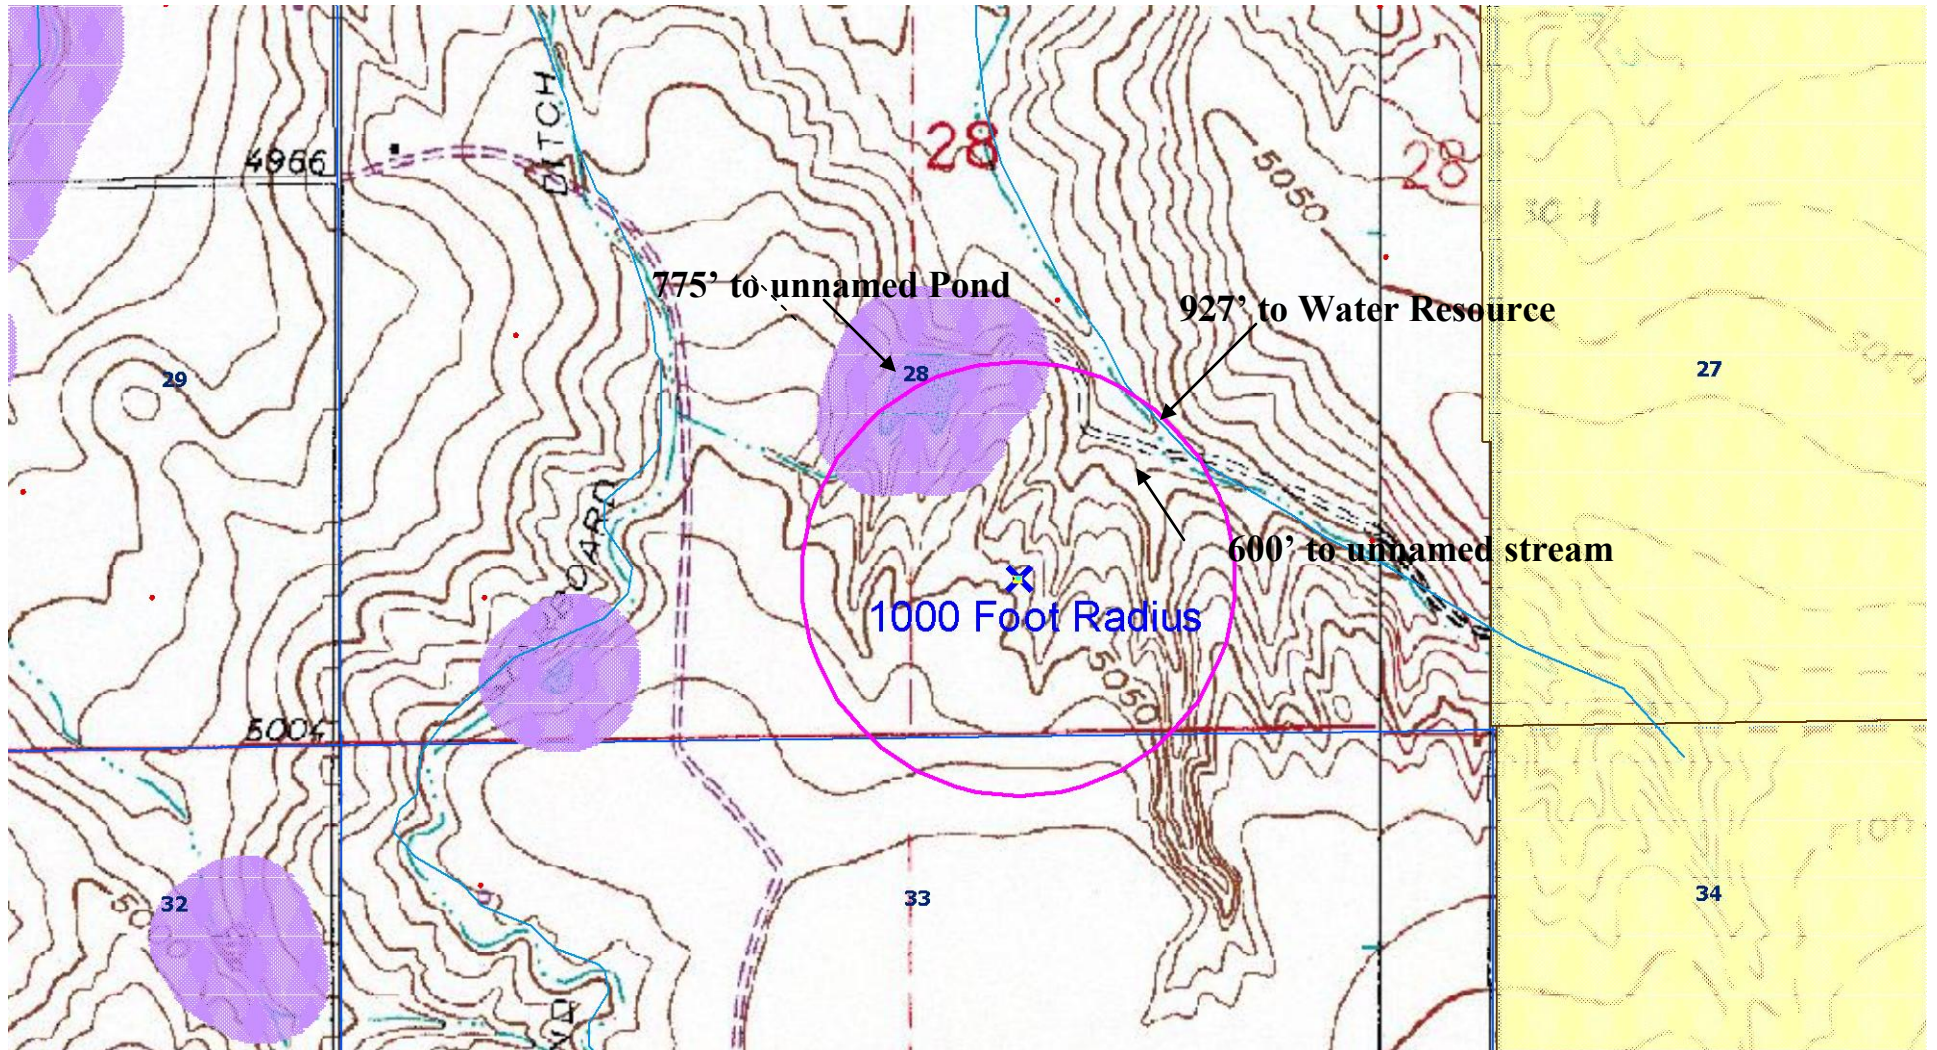 DITCH
28
28
4966
5050
775' to unnamed Pond
927' to Water Resource
29
28
27
600' to unnamed stream
1000 Foot Radius
5050
5004
32
33
34